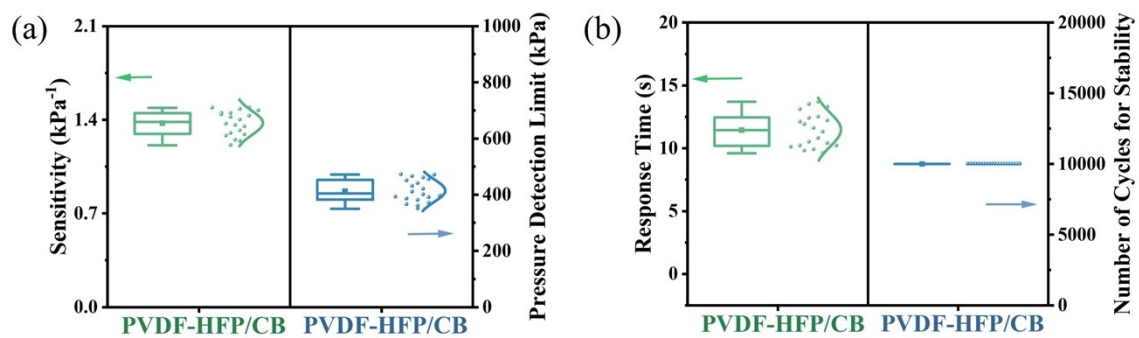 (a)
Sensitivity (kPa-1)
2.1
1.4
0.7
0.0
1000
800
600
400
200
0
Pressure Detection Limit (kPa)
PVDF-HFP/CB PVDF-HFP/CB
(b)
Response Time (s)
20
15
10
5
0
20000
15000
10000
5000
0
Number of Cycles for Stability
PVDF-HFP/CB PVDF-HFP/CB